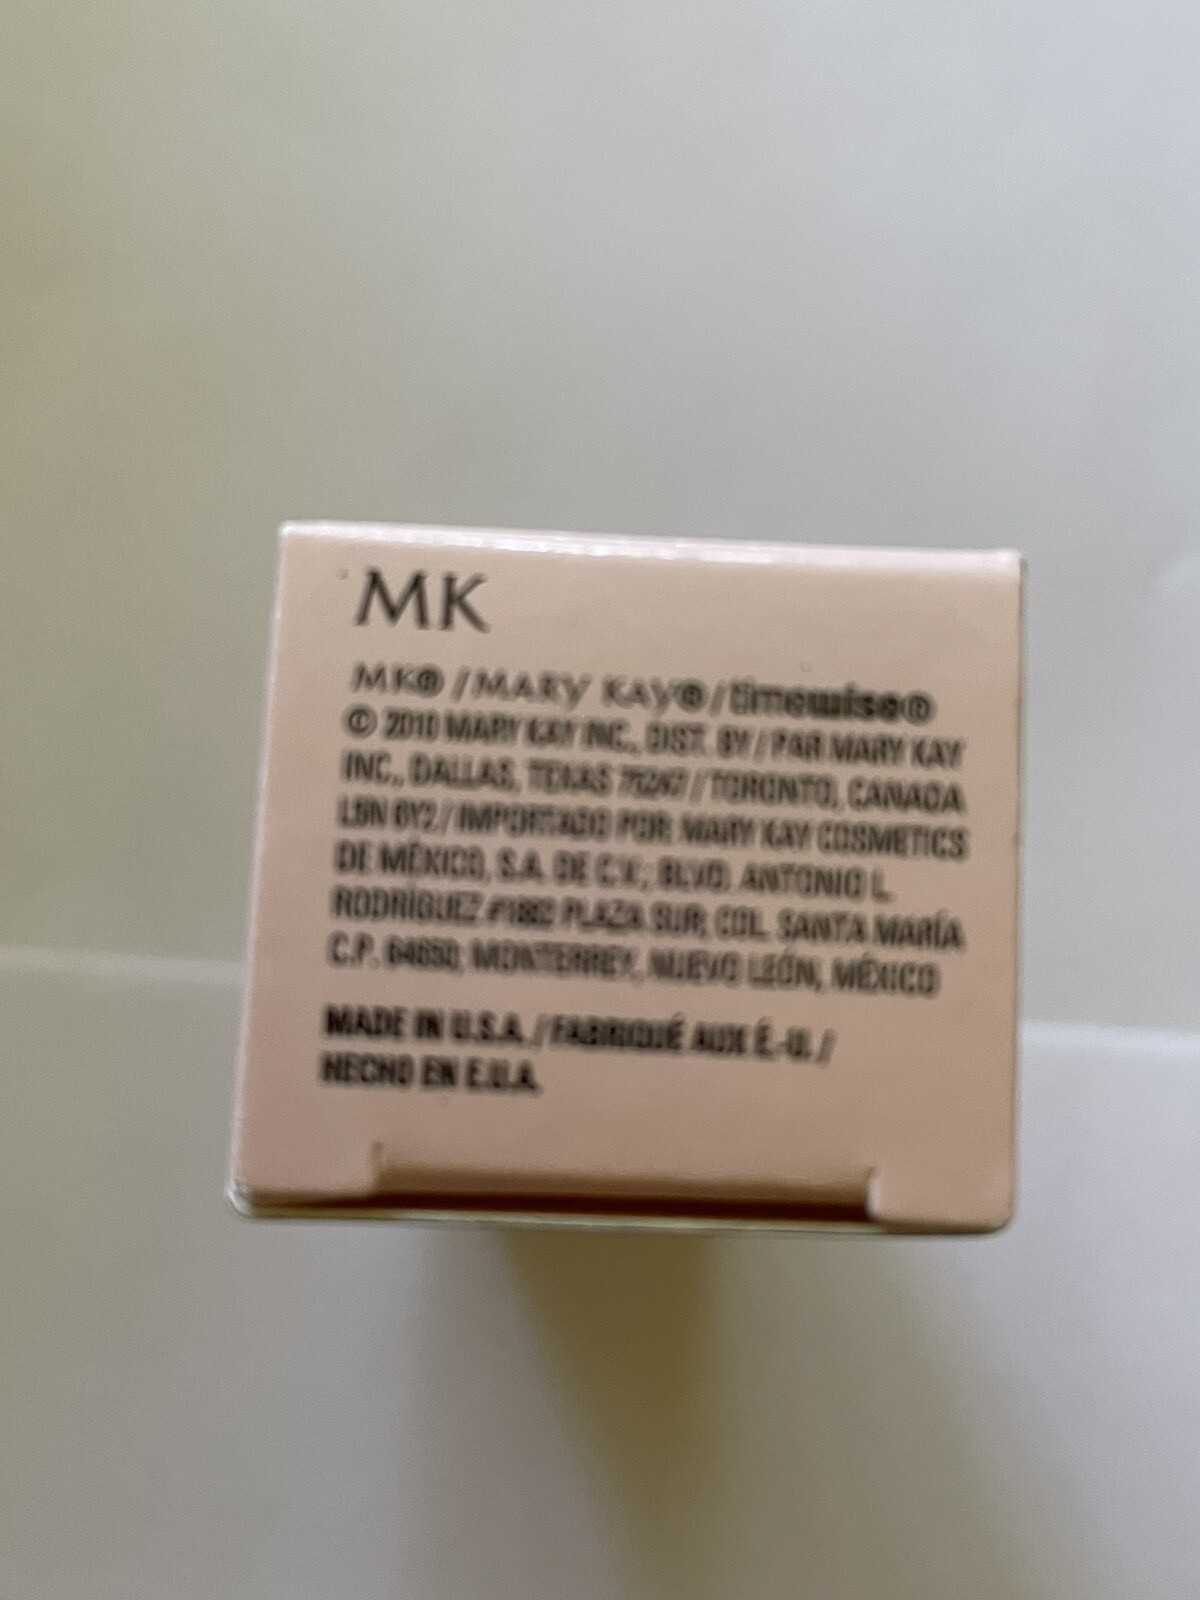 MK
MK® / MARY KAY® / timewise®
© 2010 MARY KAY INC., DIST. BY / PAR MARY KAY
INC., DALLAS, TEXAS 75247 / TORONTO, CANADA
L5N 6Y2 / IMPORTADO POR: MARY KAY COSMETICS
DE MÉXICO, S.A. DE C.V.; BLVD. ANTONIO L.
RODRÍGUEZ #1882 PLAZA SUR; COL. SANTA MARÍA
C.P. 64650; MONTERREY, NUEVO LEÓN, MÉXICO
MADE IN U.S.A. / FABRIQUÉ AUX É.-U. /
HECHO EN E.U.A.